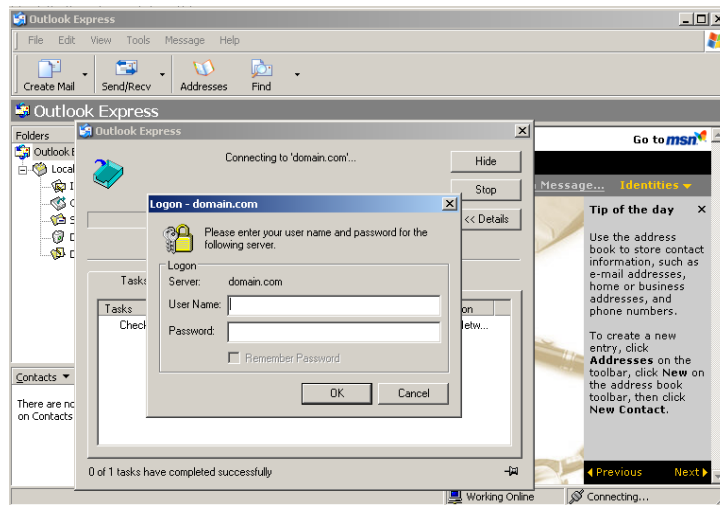 Outlook Express
File Edit View Tools Message Help
Create Mail Send/Recv Addresses Find
Outlook Express
Folders
Outlook E
Local
Outlook Express
Connecting to 'domain.com'...
Hide
Stop
<< Details
Tasks
Tasks
Check
on
Netw...
0 of 1 tasks have completed successfully
Logon - domain.com
Please enter your user name and password for the
following server.
Logon
Server: domain.com
User Name:
Password:
Remember Password
OK Cancel
Go to msn
Message... Identities
Tip of the day X
Use the address
book to store contact
information, such as
e-mail addresses,
home or business
addresses, and
phone numbers.
To create a new
entry, click
Addresses on the
toolbar, click New on
the address book
toolbar, then click
New Contact.
Previous Next
Contacts
There are no
on Contacts
Working Online Connecting...